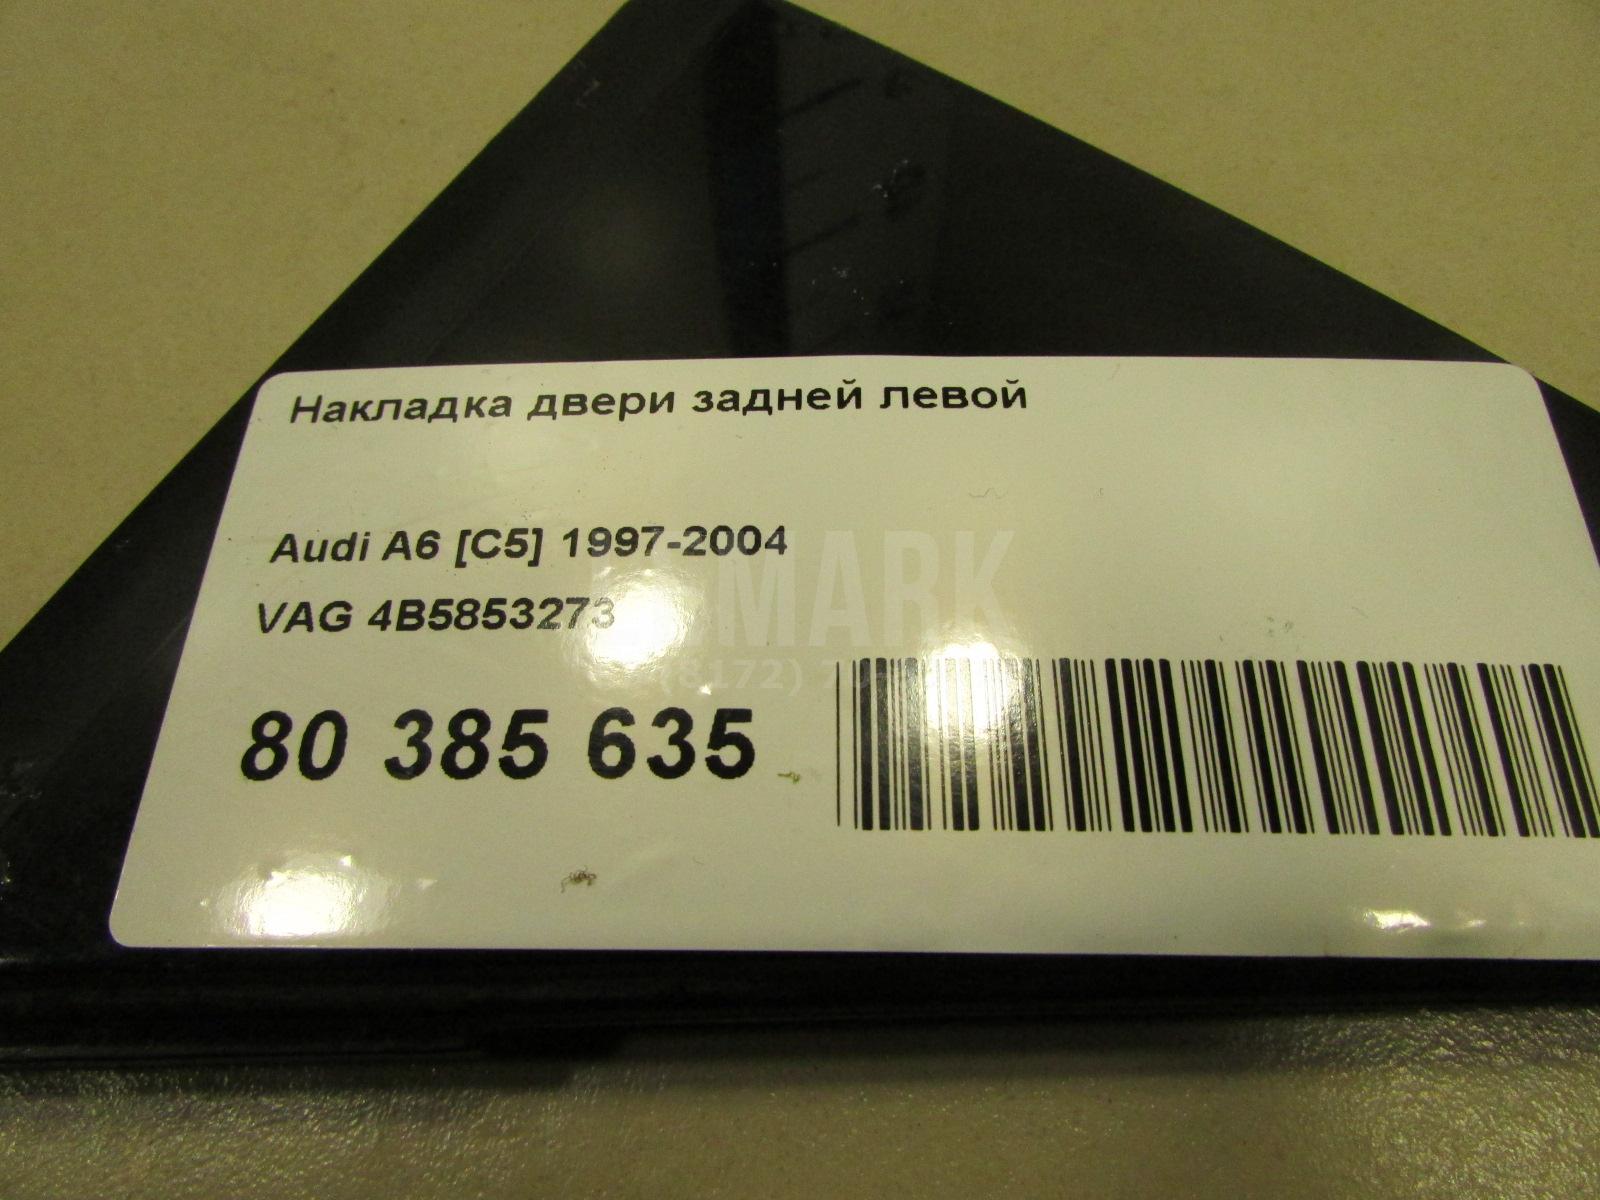 Накладка двери задней левой
Audi A6 [C5] 1997-2004
VAG 4B5853273
MARK
(8172)
80 385 635